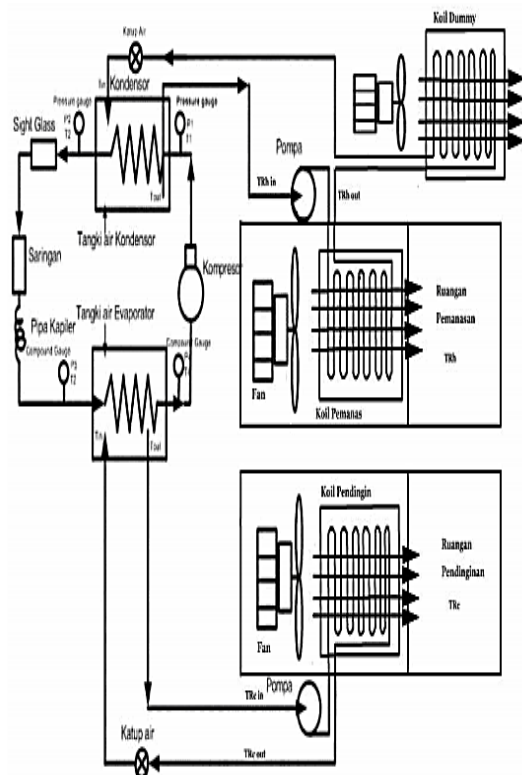 Koil Dummy
Katup Air
Kondensor
Pressure gauge
P2
T2
Pressure gauge
P1
T1
Sight Glass
Tout
Pompa
TRh in
TRh out
Tangki air Kondensor
Saringan
Kompresor
Ruangan
Pemanasan
TRh
Fan
Koil Pemanas
Pipa Kapiler
Tangki air Evaporator
Compound Gauge
P3
T2
Compound Gauge
Tin
Tout
Koil Pendingin
Ruangan
Pendinginan
TRc
Fan
Pompa
TRc in
Katup air
TRc out